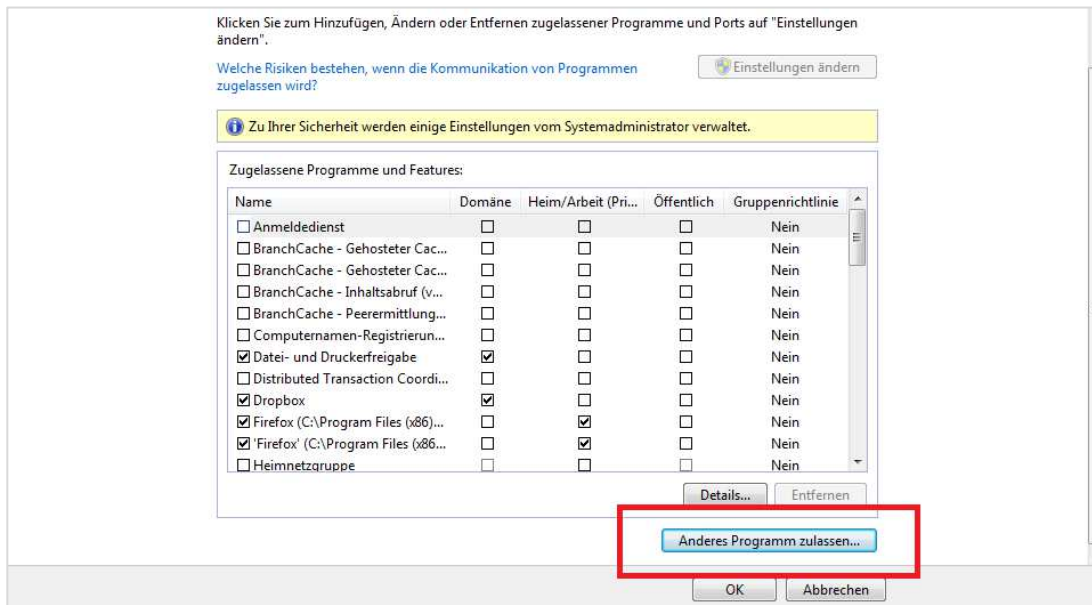 Klicken Sie zum Hinzufügen, Ändern oder Entfernen zugelassener Programme und Ports auf "Einstellungen
ändern".
Welche Risiken bestehen, wenn die Kommunikation von Programmen
zugelassen wird?
Einstellungen ändern
Zu Ihrer Sicherheit werden einige Einstellungen vom Systemadministrator verwaltet.
Zugelassene Programme und Features:
Name Domäne Heim/Arbeit (Pri... Öffentlich Gruppenrichtlinie
Anmeldedienst Nein
BranchCache - Gehosteter Cac... Nein
BranchCache - Gehosteter Cac... Nein
BranchCache - Inhaltsabruf (v... Nein
BranchCache - Peerermittlung... Nein
Computernamen-Registrierun... Nein
Datei- und Druckerfreigabe Nein
Distributed Transaction Coordi... Nein
Dropbox Nein
Firefox (C:\Program Files (x86)... Nein
'Firefox' (C:\Program Files (x86... Nein
Heimnetzgruppe Nein
Details... Entfernen
Anderes Programm zulassen...
OK Abbrechen